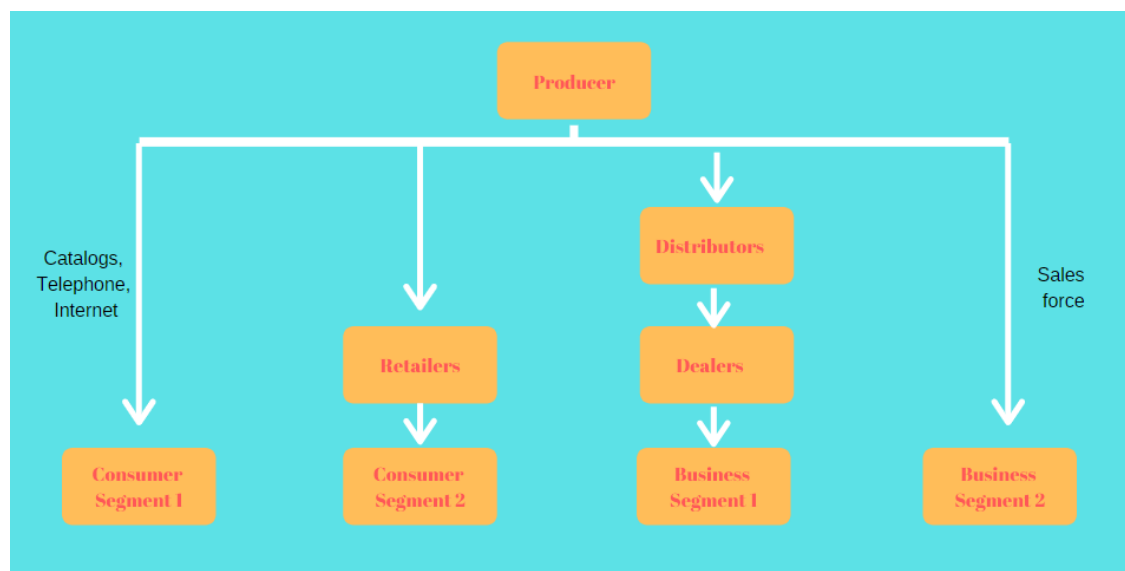 Producer
Catalogs,
Telephone,
Internet
Distributors
Sales
force
Retailers
Dealers
Consumer
Segment 1
Consumer
Segment 2
Business
Segment 1
Business
Segment 2